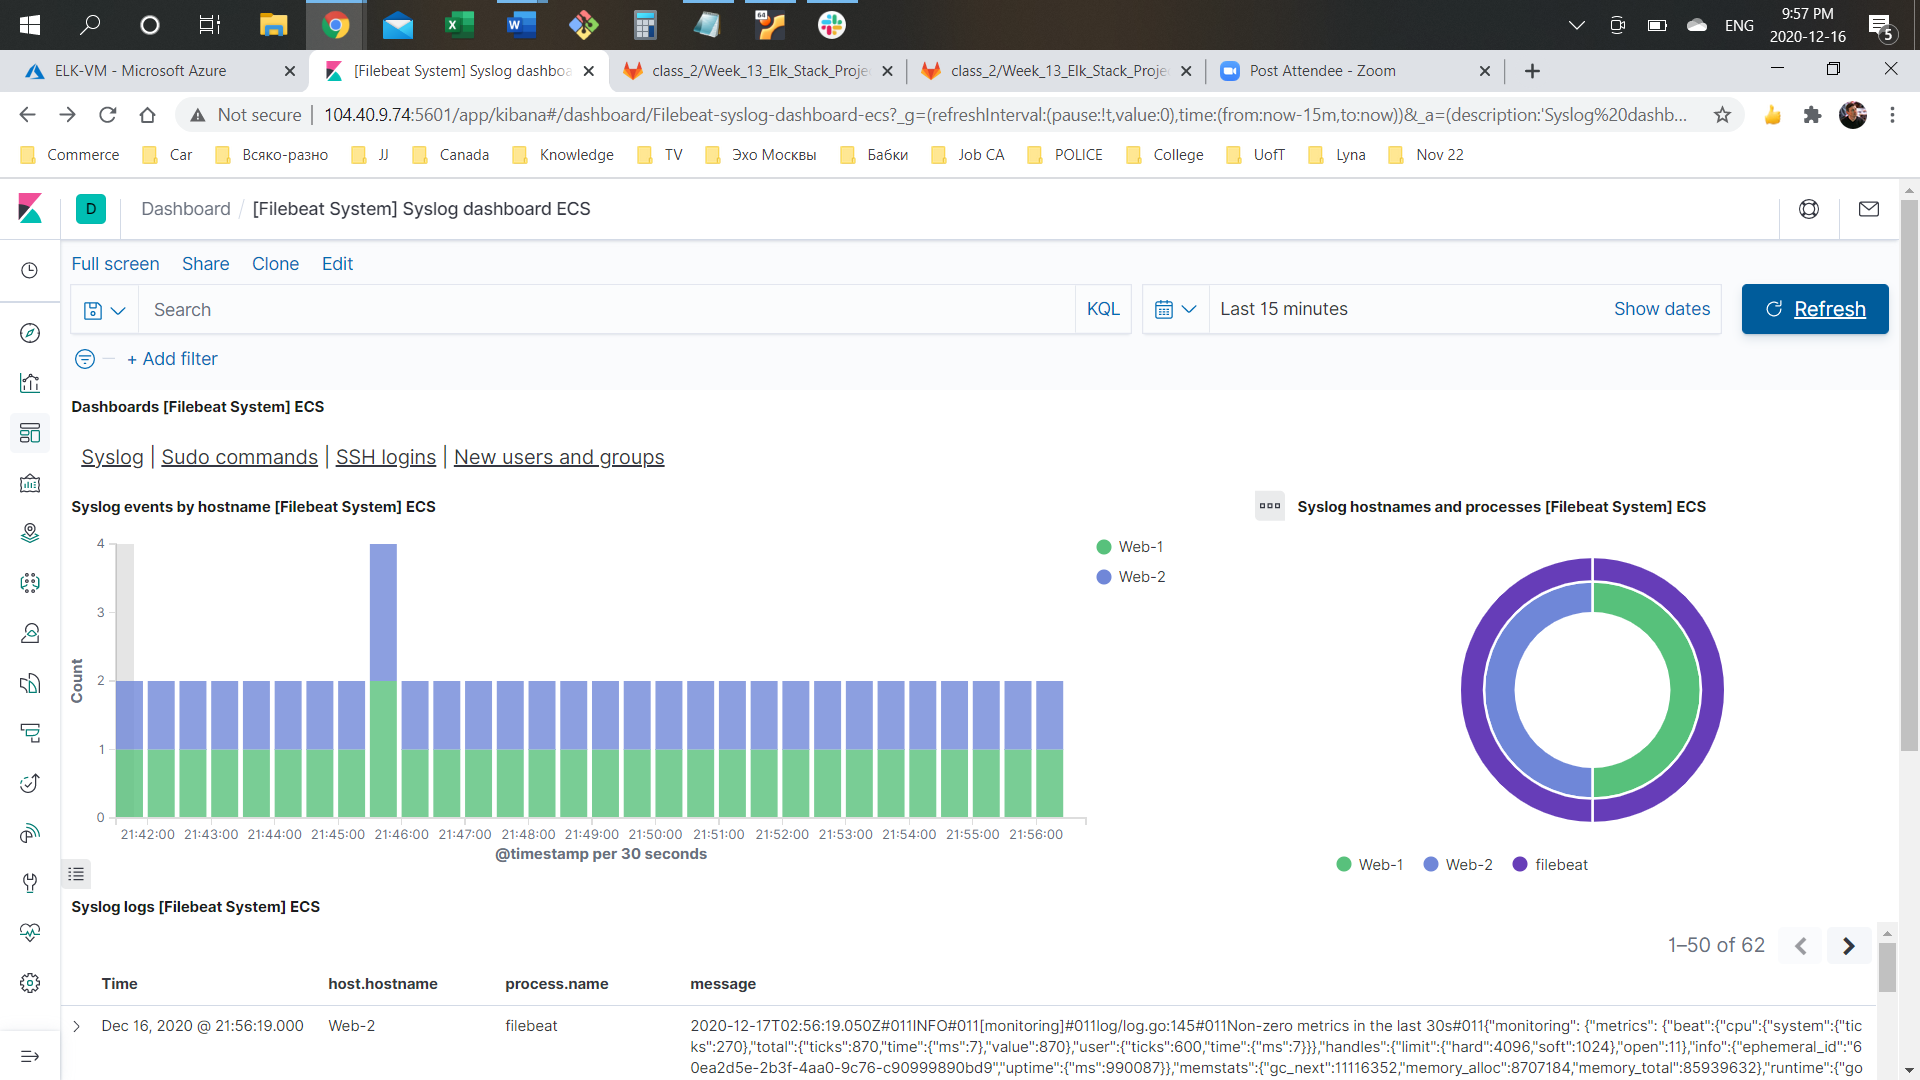 9:57 PM
ENG
2020-12-16
5
ELK-VM - Microsoft Azure
[Filebeat System] Syslog dashboa
class_2/Week_13_Elk_Stack_Proje
class_2/Week_13_Elk_Stack_Proje
Post Attendee - Zoom
Not secure | 104.40.9.74:5601/app/kibana#/dashboard/Filebeat-syslog-dashboard-ecs?_g=(refreshInterval:(pause:!t,value:0),time:(from:now-15m,to:now))&_a=(description:'Syslog%20dashb...
Commerce
Car
Всяко-разно
JJ
Canada
Knowledge
TV
Эхо Москвы
Бабки
Job CA
POLICE
College
UofT
Lyna
Nov 22
D
Dashboard / [Filebeat System] Syslog dashboard ECS
Full screen Share Clone Edit
Search
KQL
Last 15 minutes
Show dates
Refresh
+ Add filter
Dashboards [Filebeat System] ECS
Syslog | Sudo commands | SSH logins | New users and groups
Syslog events by hostname [Filebeat System] ECS
4
3
2
1
0
Count
21:42:00 21:43:00 21:44:00 21:45:00 21:46:00 21:47:00 21:48:00 21:49:00 21:50:00 21:51:00 21:52:00 21:53:00 21:54:00 21:55:00 21:56:00
@timestamp per 30 seconds
Web-1
Web-2
Syslog hostnames and processes [Filebeat System] ECS
Web-1 Web-2 filebeat
Syslog logs [Filebeat System] ECS
1–50 of 62
Time host.hostname process.name message
Dec 16, 2020 @ 21:56:19.000 Web-2 filebeat 2020-12-17T02:56:19.050Z#011INFO#011[monitoring]#011log/log.go:145#011Non-zero metrics in the last 30s#011{"monitoring": {"metrics": {"beat":{"cpu":{"system":{"tic
ks":270},"total":{"ticks":870,"time":{"ms":7},"value":870},"user":{"ticks":600,"time":{"ms":7}}},"handles":{"limit":{"hard":4096,"soft":1024},"open":11},"info":{"ephemeral_id":"6
0ea2d5e-2b3f-4aa0-9c76-c90999890bd9","uptime":{"ms":990087}},"memstats":{"gc_next":11116352,"memory_alloc":8707184,"memory_total":85939632},"runtime":{"go